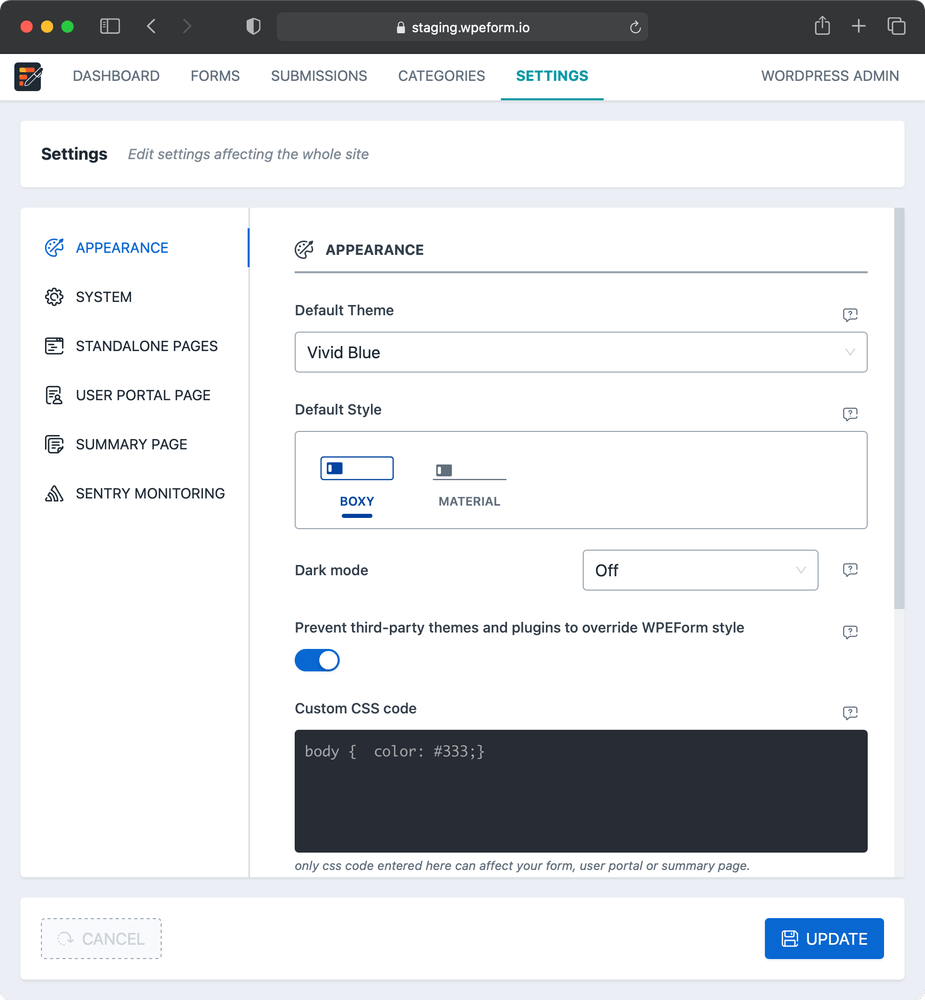 staging.wpeform.io
DASHBOARD FORMS SUBMISSIONS CATEGORIES SETTINGS WORDPRESS ADMIN
Settings Edit settings affecting the whole site
APPEARANCE
SYSTEM
STANDALONE PAGES
USER PORTAL PAGE
SUMMARY PAGE
SENTRY MONITORING
APPEARANCE
Default Theme
?
Vivid Blue
Default Style
?
BOXY MATERIAL
Dark mode Off ?
Prevent third-party themes and plugins to override WPEForm style
?
Custom CSS code
?
body {  color: #333;}
only css code entered here can affect your form, user portal or summary page.
CANCEL UPDATE